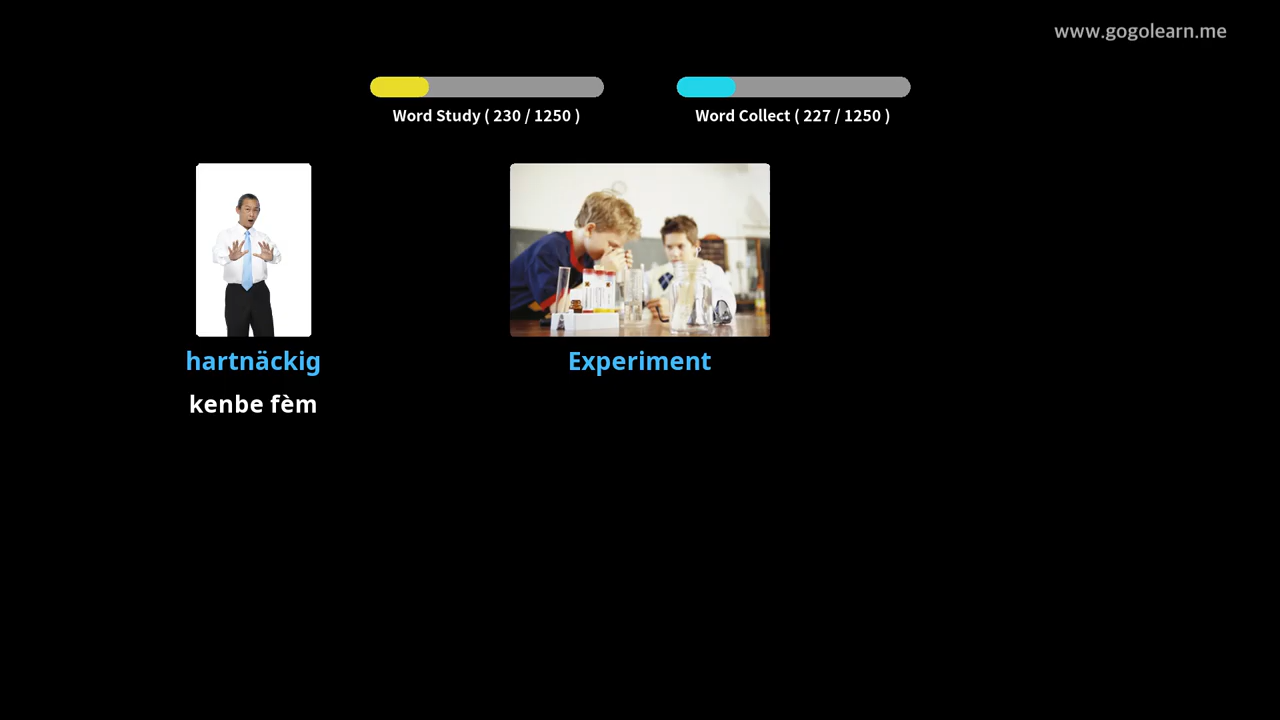 www.gogolearn.me
Word Study ( 230 / 1250 )
Word Collect ( 227 / 1250 )
hartnäckig
Experiment
kenbe fèm